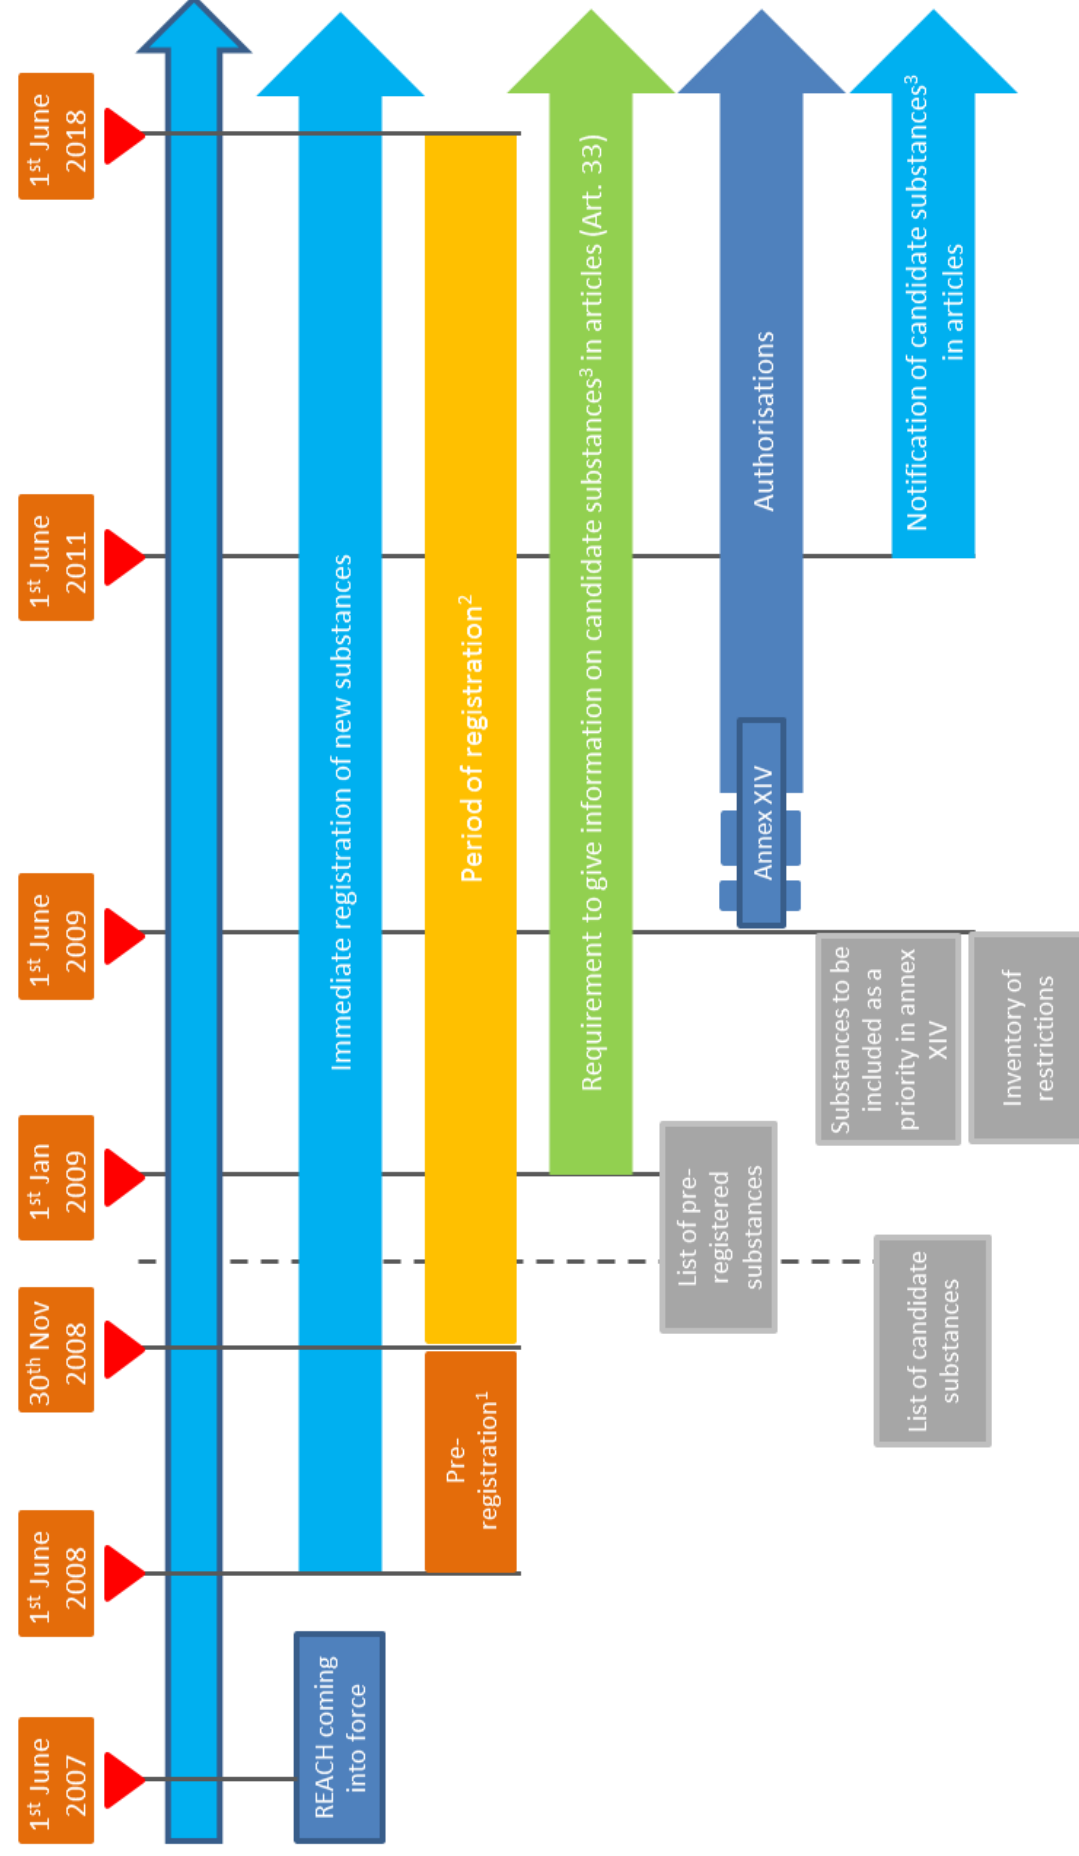 1st June
2007
1st June
2008
30th Nov
2008
1st Jan
2009
1st June
2009
1st June
2011
1st June
2018
REACH coming
into force
Immediate registration of new substances
Pre-
registration1
Period of registration2
Requirement to give information on candidate substances3 in articles (Art. 33)
List of pre-
registered
substances
Annex XIV
Authorisations
List of candidate
substances
Substances to be
included as a
priority in annex
XIV
Inventory of
restrictions
Notification of candidate substances3
in articles